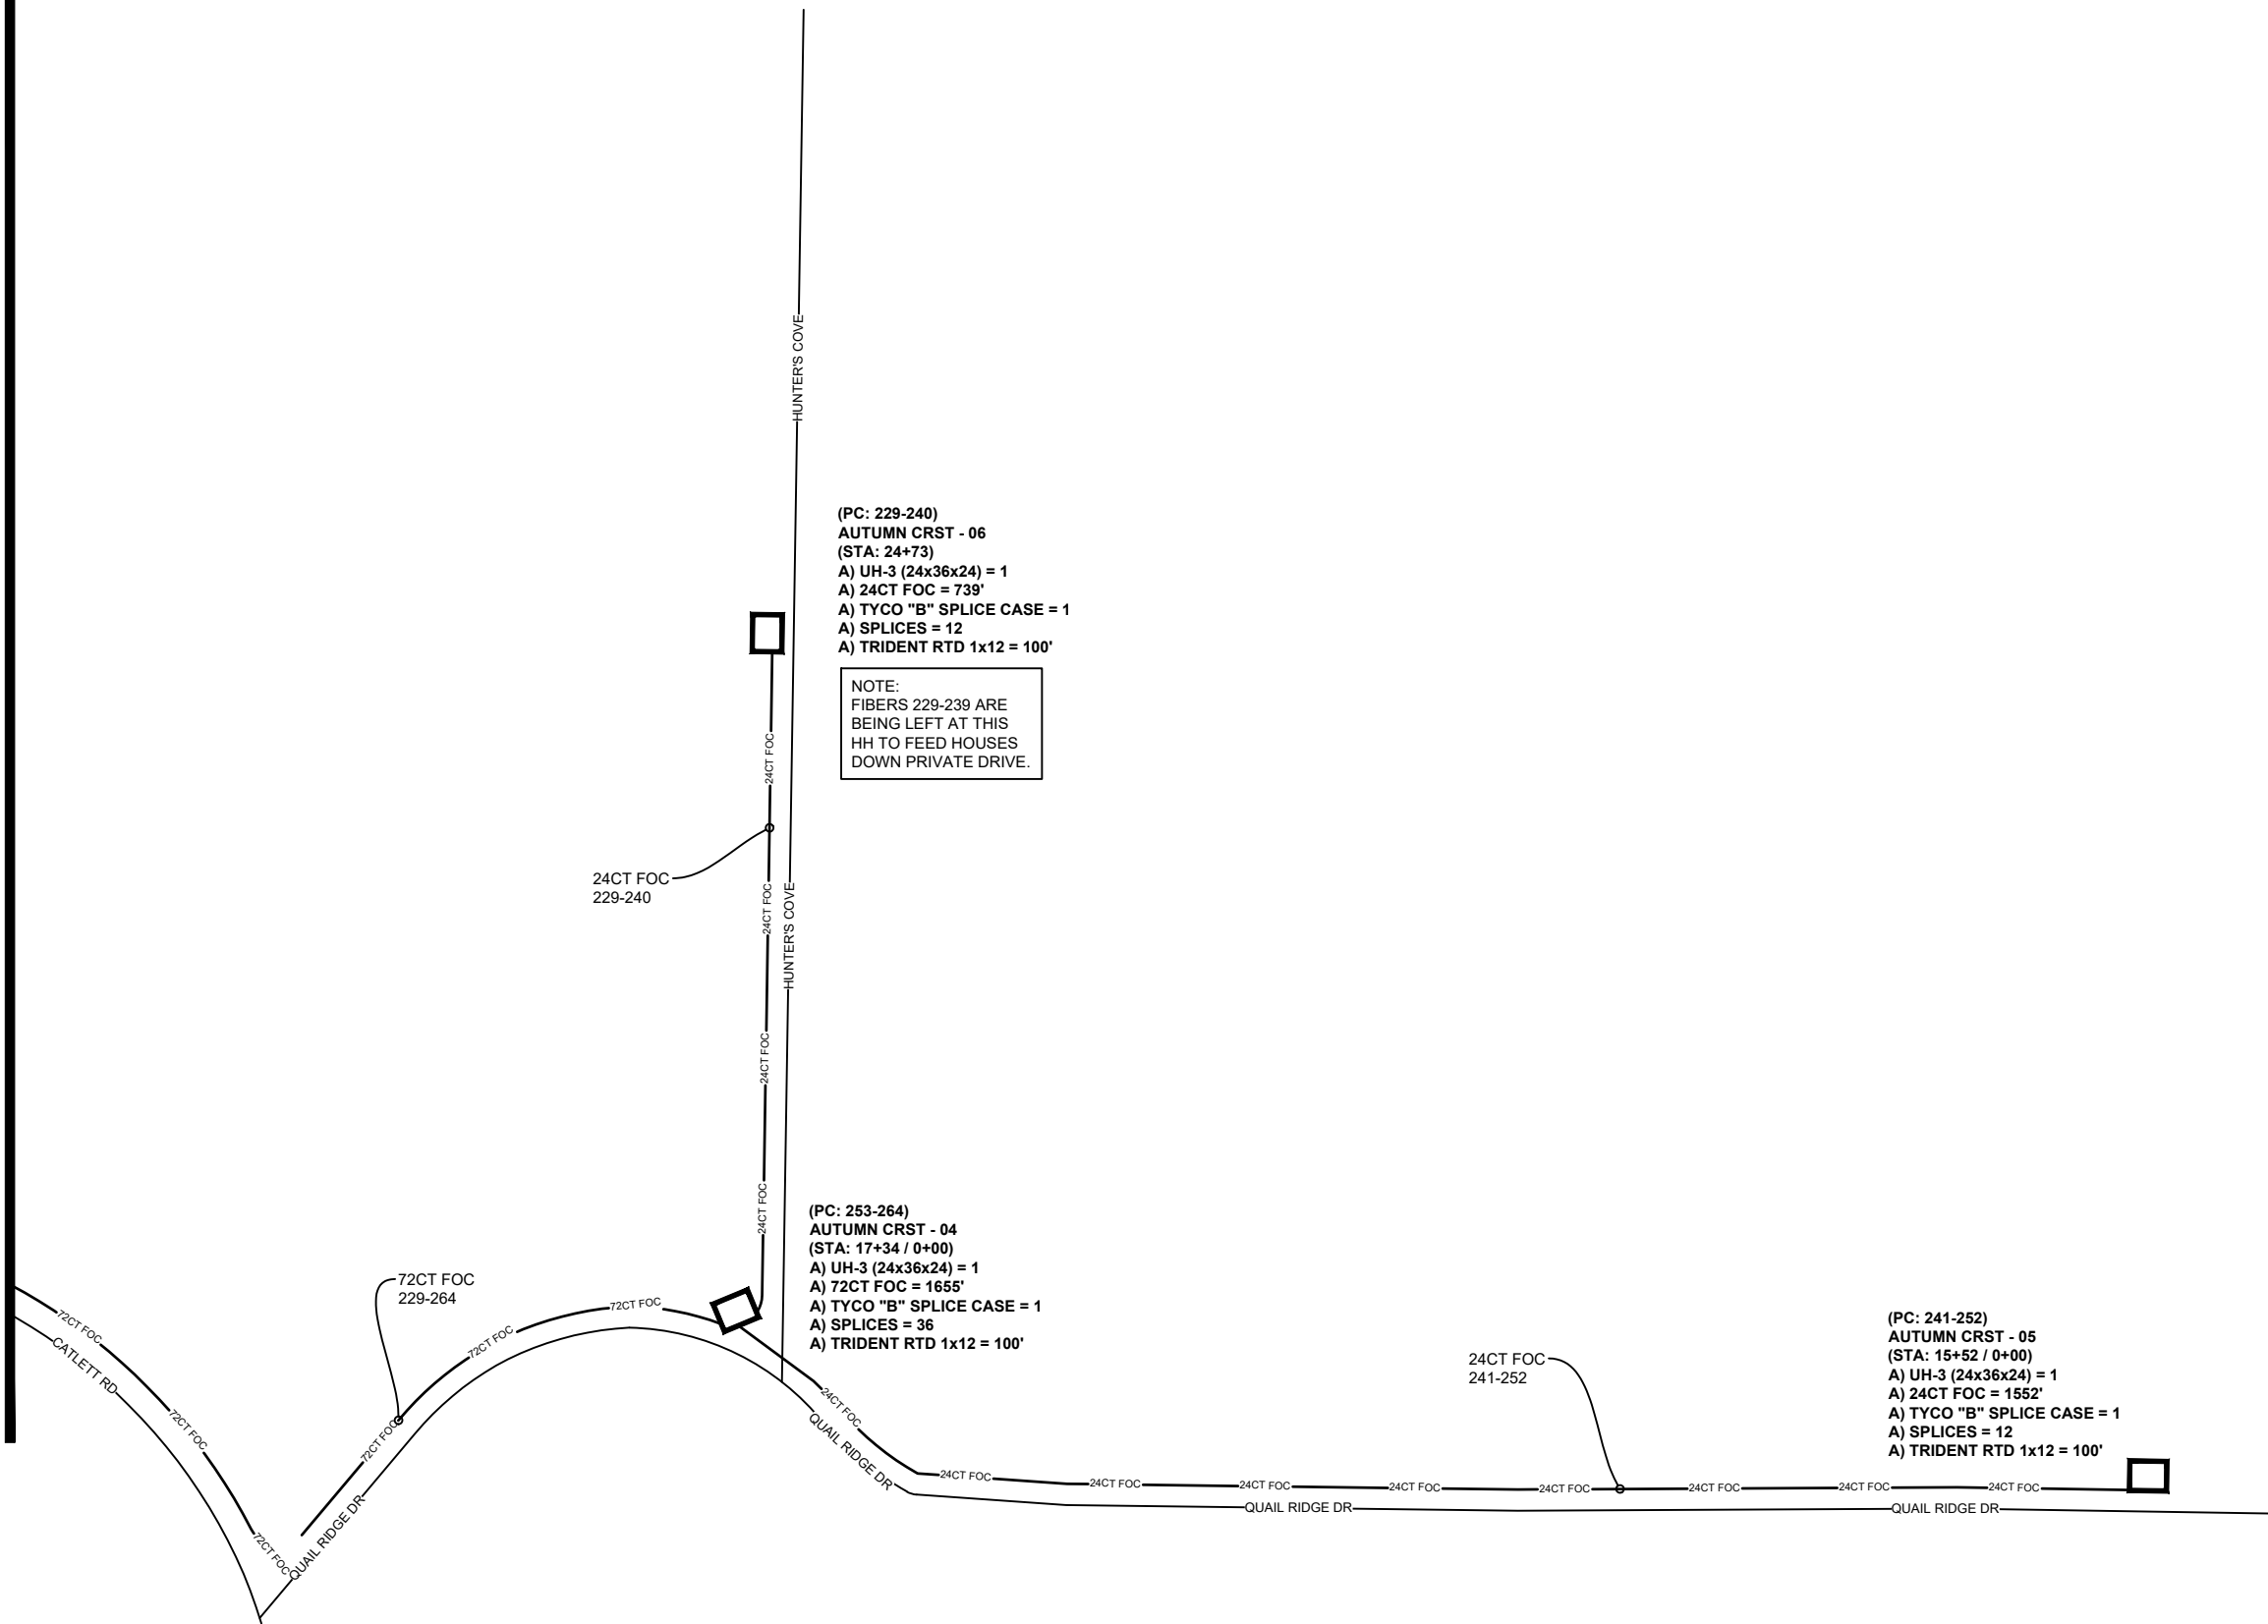 HUNTER'S COVE
(PC: 229-240)
AUTUMN CRST - 06
(STA: 24+73)
A) UH-3 (24x36x24) = 1
A) 24CT FOC = 739'
A) TYCO "B" SPLICE CASE = 1
A) SPLICES = 12
A) TRIDENT RTD 1x12 = 100'
NOTE:
FIBERS 229-239 ARE
BEING LEFT AT THIS
HH TO FEED HOUSES
DOWN PRIVATE DRIVE.
24CT FOC
24CT FOC
229-240
24CT FOC
HUNTER'S COVE
24CT FOC
24CT FOC
(PC: 253-264)
AUTUMN CRST - 04
(STA: 17+34 / 0+00)
A) UH-3 (24x36x24) = 1
A) 72CT FOC = 1655'
A) TYCO "B" SPLICE CASE = 1
A) SPLICES = 36
A) TRIDENT RTD 1x12 = 100'
72CT FOC
229-264
72CT FOC
72CT FOC
72CT FOC
CATLETT RD
72CT FOC
72CT FOC
72CT FOC
QUAIL RIDGE DR
24CT FOC
QUAIL RIDGE DR
(PC: 241-252)
AUTUMN CRST - 05
(STA: 15+52 / 0+00)
A) UH-3 (24x36x24) = 1
A) 24CT FOC = 1552'
A) TYCO "B" SPLICE CASE = 1
A) SPLICES = 12
A) TRIDENT RTD 1x12 = 100'
24CT FOC
241-252
24CT FOC
24CT FOC
24CT FOC
24CT FOC
24CT FOC
24CT FOC
24CT FOC
24CT FOC
QUAIL RIDGE DR
QUAIL RIDGE DR